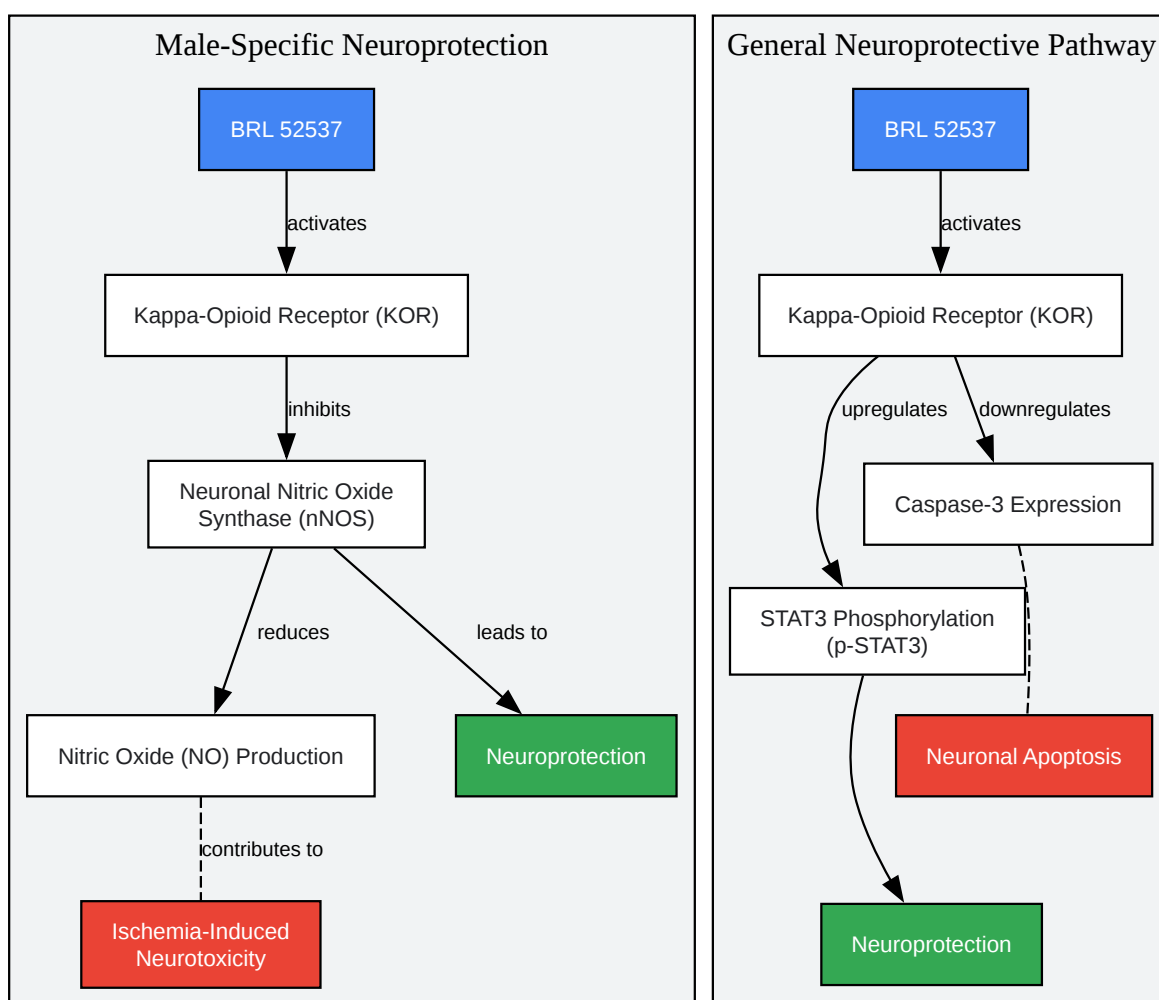 Male-Specific Neuroprotection
BRL 52537
activates
Kappa-Opioid Receptor (KOR)
inhibits
Neuronal Nitric Oxide
Synthase (nNOS)
reduces
leads to
Nitric Oxide (NO) Production
Neuroprotection
contributes to
Ischemia-Induced
Neurotoxicity
General Neuroprotective Pathway
BRL 52537
activates
Kappa-Opioid Receptor (KOR)
upregulates
downregulates
Caspase-3 Expression
STAT3 Phosphorylation
(p-STAT3)
Neuronal Apoptosis
Neuroprotection